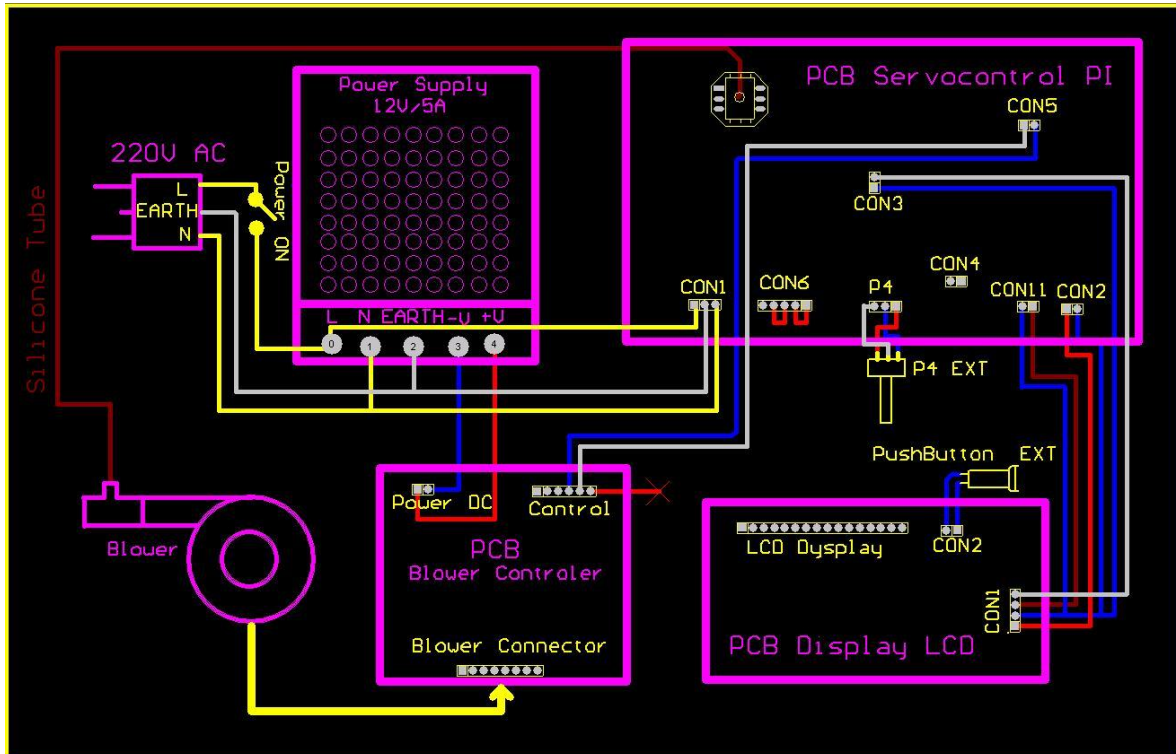 Silicone Tube
220V AC
L
EARTH
N
Power ON
Power Supply
12V/5A
L N EARTH -V +V
0 1 2 3 4
PCB Servocontrol PI
CON5
CON3
CON4
CON1
CON6
P4
CON11
CON2
P4 EXT
PushButton EXT
Blower
Power DC
Control
PCB
Blower Controler
Blower Connector
LCD Dysplay
CON2
CON1
PCB Display LCD